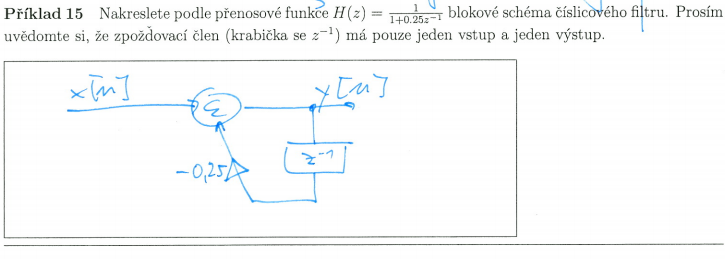 Příklad 15 Nakreslete podle přenosové funkce H(z) = 1/(1+0.25z⁻¹) blokové schéma číslicového filtru. Prosím
uvědomte si, že zpožďovací člen (krabička se z⁻¹) má pouze jeden vstup a jeden výstup.
x[n] y[n]
Σ
z⁻¹
-0,25